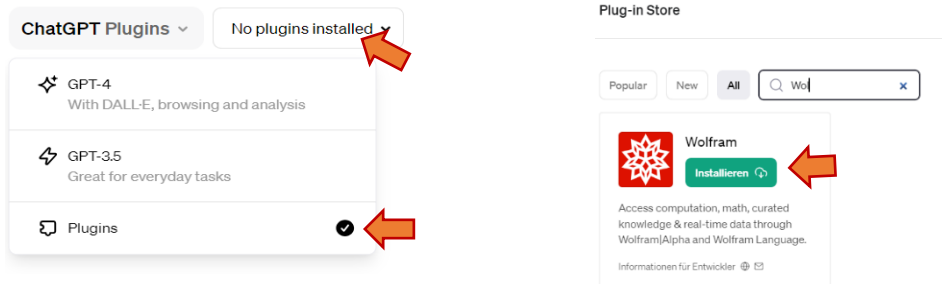 ChatGPT Plugins
No plugins installed
GPT-4
With DALL·E, browsing and analysis
GPT-3.5
Great for everyday tasks
Plugins
Plug-in Store
Popular New All Wol
Wolfram
Installieren
Access computation, math, curated
knowledge & real-time data through
Wolfram|Alpha and Wolfram Language.
Informationen für Entwickler